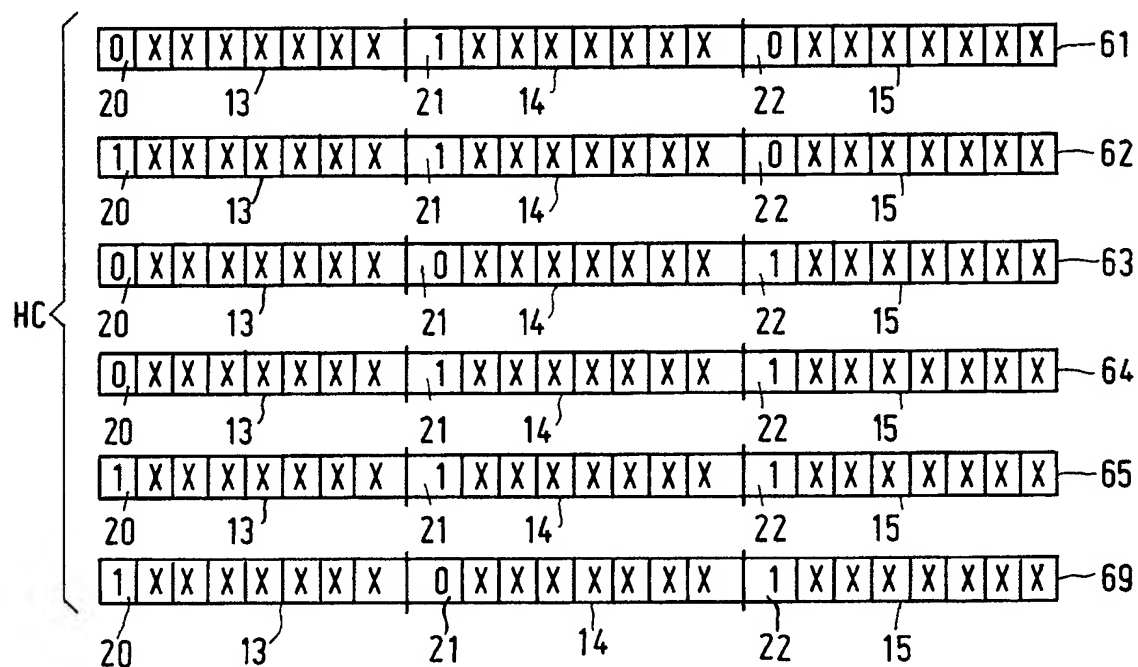 0 X X X X X X X 1 X X X X X X X 0 X X X X X X X 61
20 13 21 14 22 15
1 X X X X X X X 1 X X X X X X X 0 X X X X X X X 62
20 13 21 14 22 15
0 X X X X X X X 0 X X X X X X X 1 X X X X X X X 63
HC
20 13 21 14 22 15
0 X X X X X X X 1 X X X X X X X 1 X X X X X X X 64
20 13 21 14 22 15
1 X X X X X X X 1 X X X X X X X 1 X X X X X X X 65
20 13 21 14 22 15
1 X X X X X X X 0 X X X X X X X 1 X X X X X X X 69
20 13 21 14 22 15